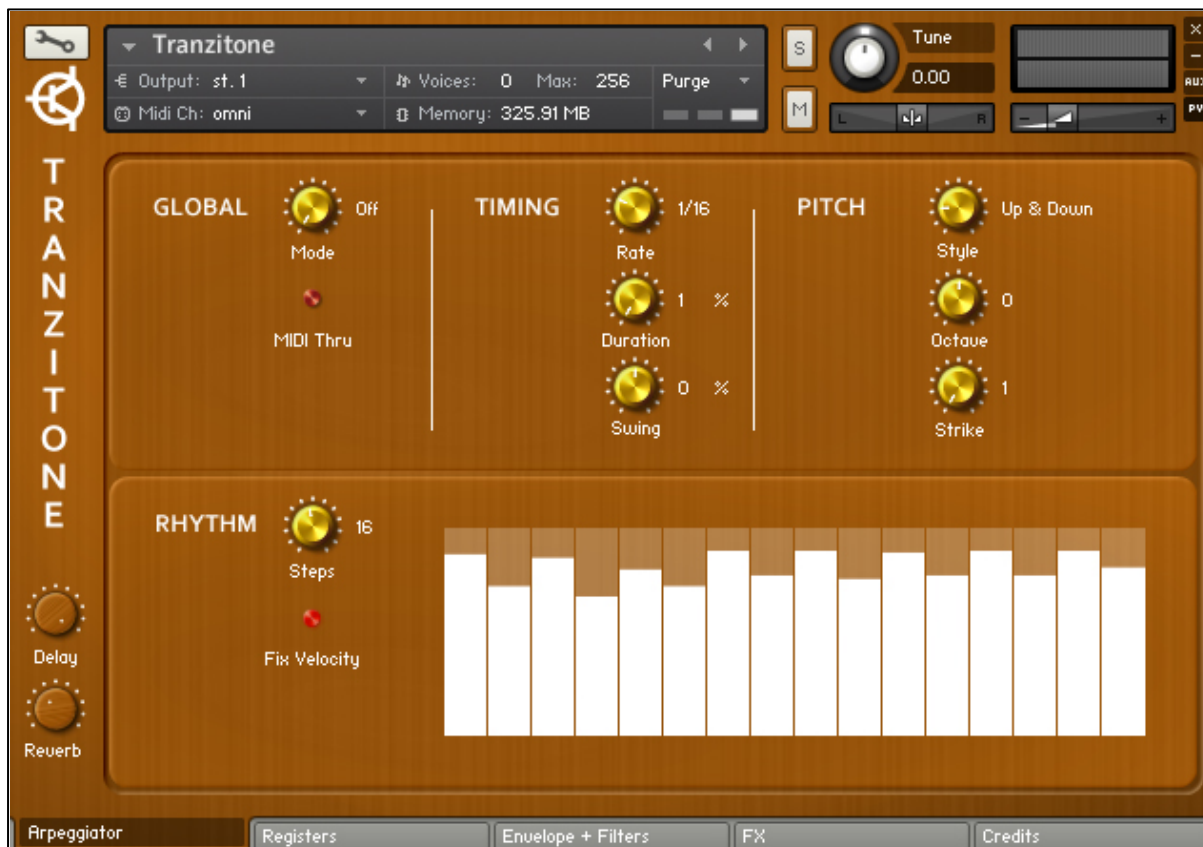 Tranzitone
S
Tune
×
Output: st. 1
Voices: 0 Max: 256
Purge
0.00
AUX
Midi Ch: omni
Memory: 325.91 MB
M
L
R
−
+
PV
TRANZITONE
GLOBAL
Off
Mode
MIDI Thru
TIMING
1/16
Rate
1 %
Duration
0 %
Swing
PITCH
Up & Down
Style
0
Octave
1
Strike
RHYTHM
16
Steps
Fix Velocity
Delay
Reverb
Arpeggiator
Registers
Envelope + Filters
FX
Credits